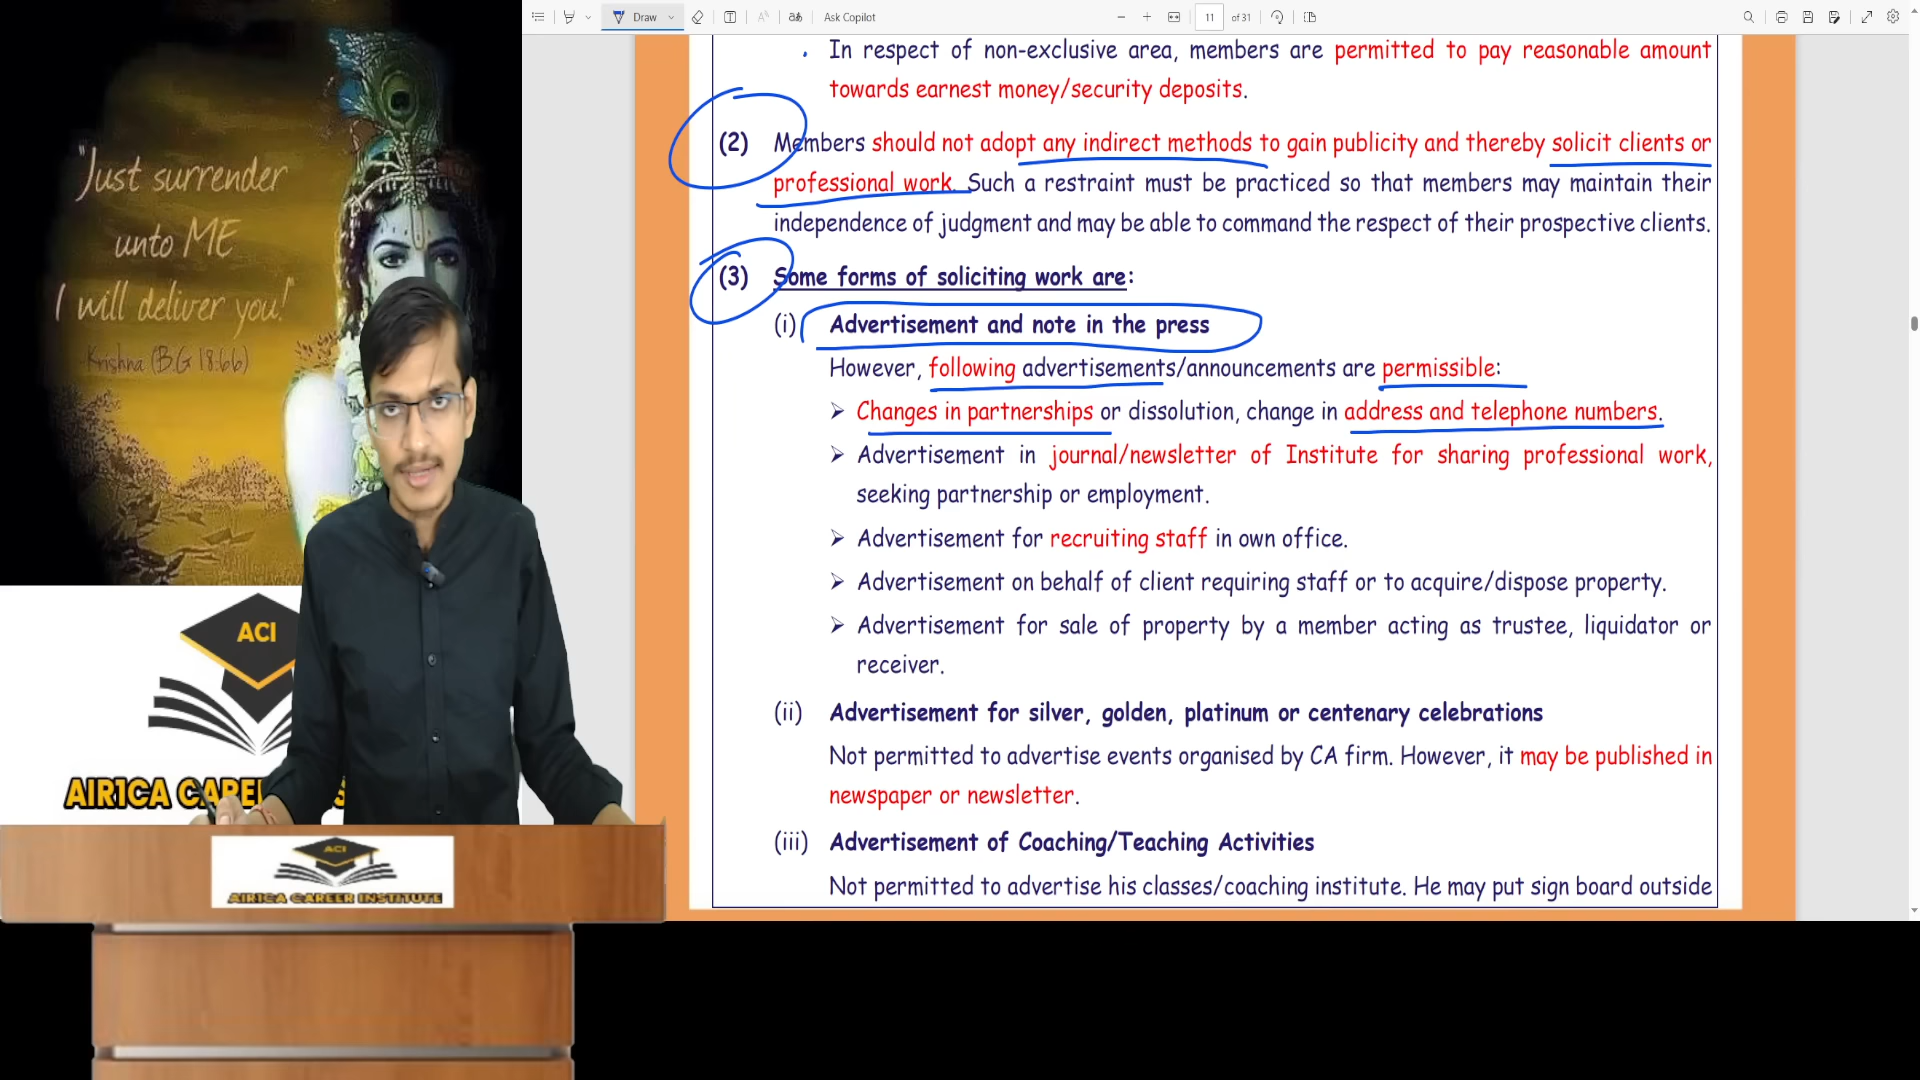 Draw
Ask Copilot
11 of 31
"Just surrender
unto ME
I will deliver you!"
-Krishna (B.G 18:66)
ACI
ACI
AIR1CA CAREER INSTITUTE
• In respect of non-exclusive area, members are permitted to pay reasonable amount
towards earnest money/security deposits.
(2) Members should not adopt any indirect methods to gain publicity and thereby solicit clients or
professional work. Such a restraint must be practiced so that members may maintain their
independence of judgment and may be able to command the respect of their prospective clients.
(3) Some forms of soliciting work are:
(i) Advertisement and note in the press
However, following advertisements/announcements are permissible:
➢ Changes in partnerships or dissolution, change in address and telephone numbers.
➢ Advertisement in journal/newsletter of Institute for sharing professional work,
seeking partnership or employment.
➢ Advertisement for recruiting staff in own office.
➢ Advertisement on behalf of client requiring staff or to acquire/dispose property.
➢ Advertisement for sale of property by a member acting as trustee, liquidator or
receiver.
(ii) Advertisement for silver, golden, platinum or centenary celebrations
Not permitted to advertise events organised by CA firm. However, it may be published in
newspaper or newsletter.
(iii) Advertisement of Coaching/Teaching Activities
Not permitted to advertise his classes/coaching institute. He may put sign board outside